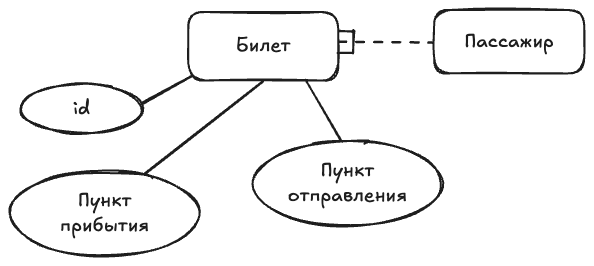 Билет
Пассажир
id
Пункт
отправления
Пункт
прибытия